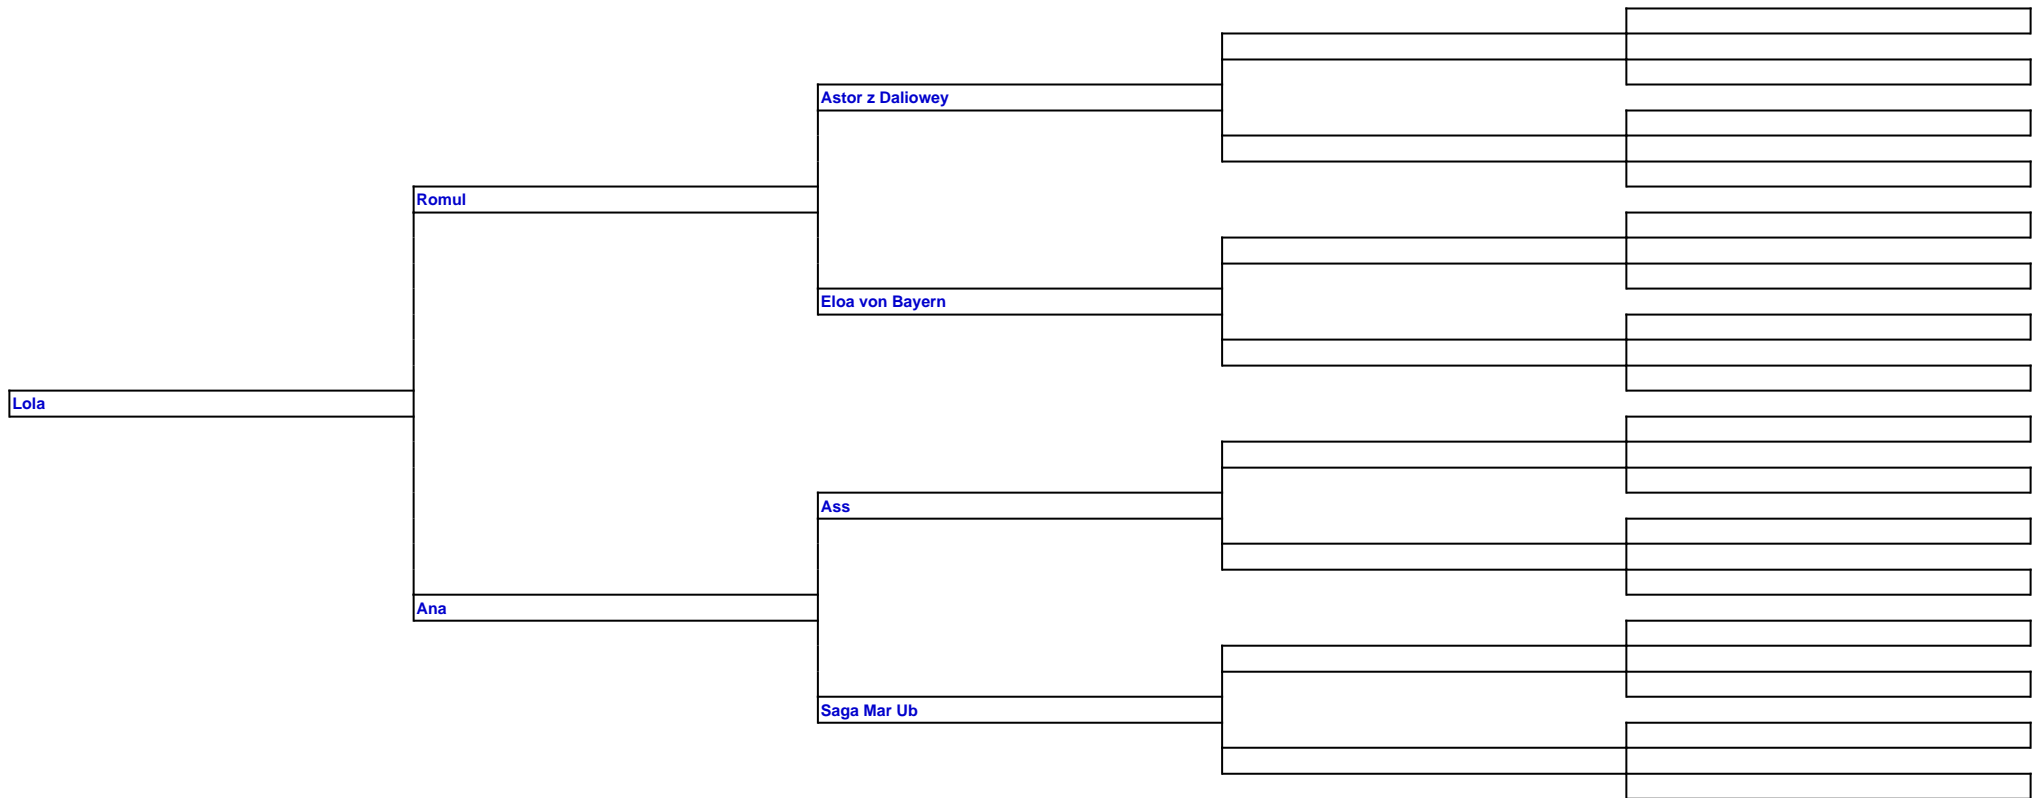 Astor z Daliowey
Romul
Eloa von Bayern
Lola
Ass
Ana
Saga Mar Ub